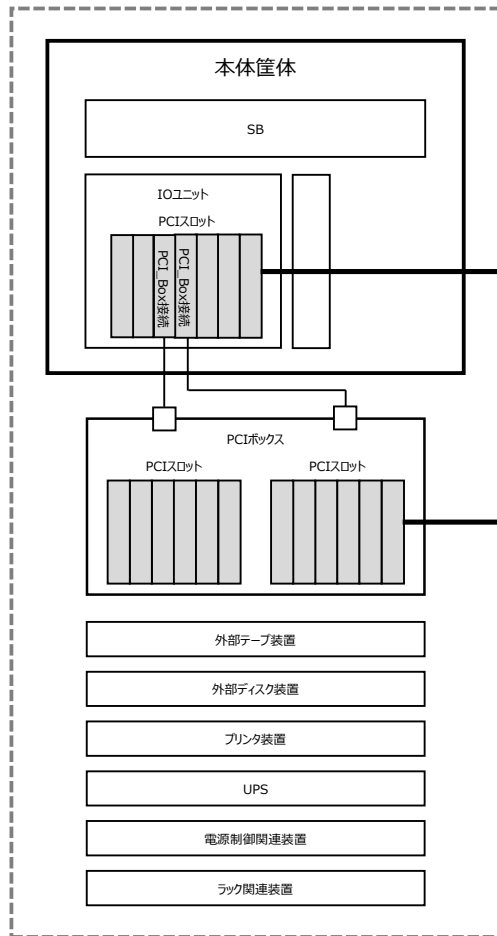 本体筐体
SB
IOユニット
PCIスロット
PCI_Box接続
PCI_Box接続
PCIボックス
PCIスロット
PCIスロット
外部テープ装置
外部ディスク装置
プリンタ装置
UPS
電源制御関連装置
ラック関連装置